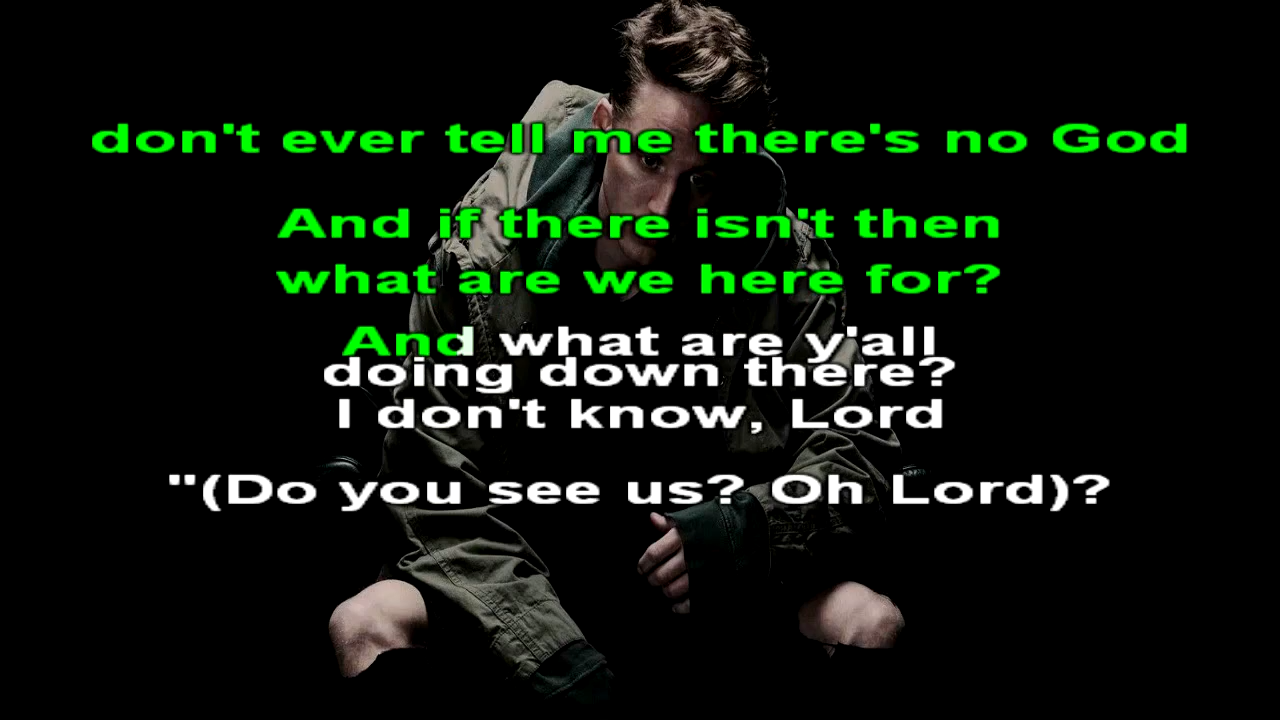 don't ever tell me there's no God
And if there isn't then
what are we here for?
And what are y'all
doing down there?
I don't know, Lord
"(Do you see us? Oh Lord)?